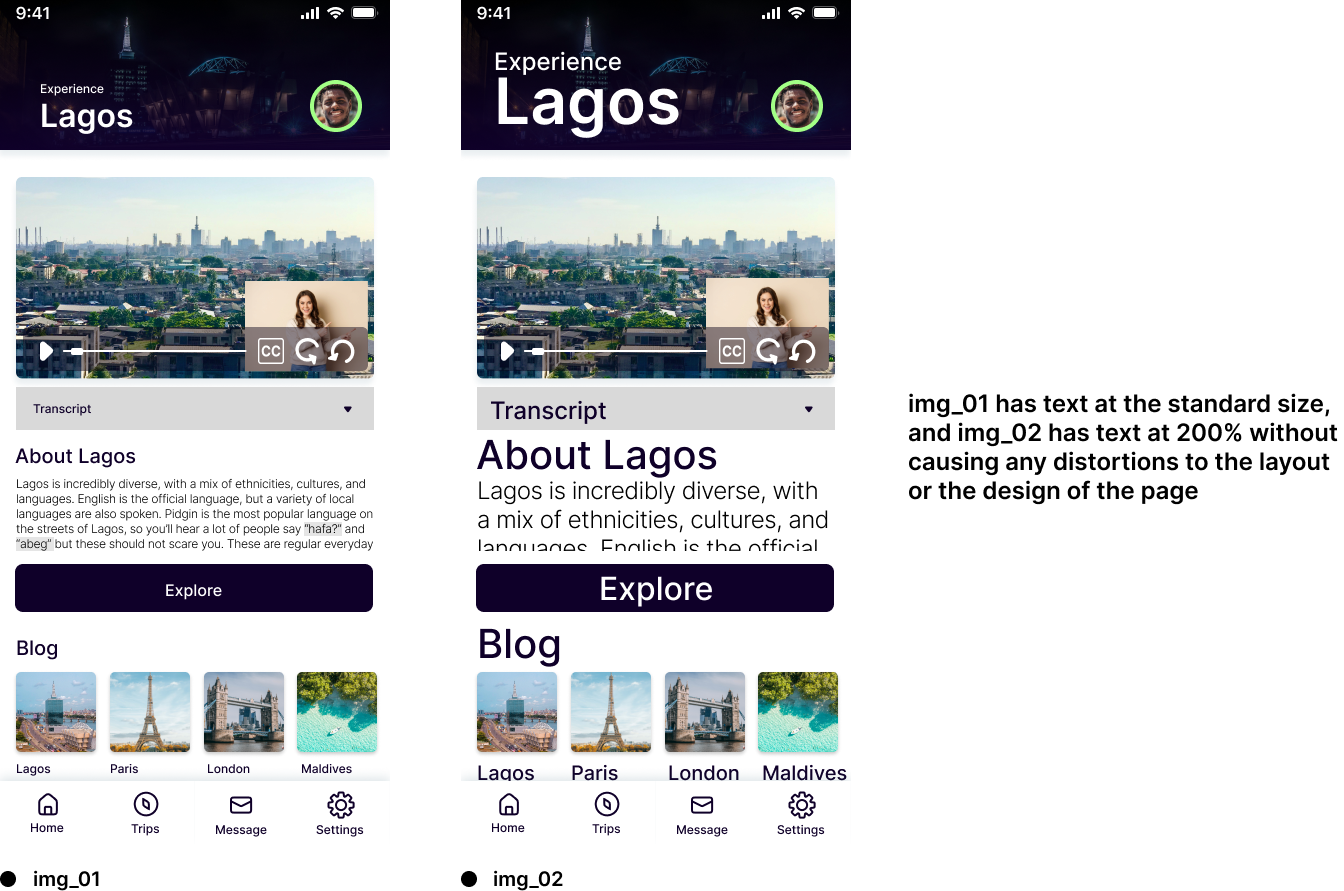 9:41
Experience
Lagos
CC
Transcript
About Lagos
Lagos is incredibly diverse, with a mix of ethnicities, cultures, and
languages. English is the official language, but a variety of local
languages are also spoken. Pidgin is the most popular language on
the streets of Lagos, so you'll hear a lot of people say "hafa?" and
"abeg" but these should not scare you. These are regular everyday
Explore
Blog
Lagos Paris London Maldives
Home Trips Message Settings
img_01
9:41
Experience
Lagos
CC
Transcript
About Lagos
Lagos is incredibly diverse, with
a mix of ethnicities, cultures, and
languages. English is the official
Explore
Blog
Lagos Paris London Maldives
Home Trips Message Settings
img_02
img_01 has text at the standard size,
and img_02 has text at 200% without
causing any distortions to the layout
or the design of the page